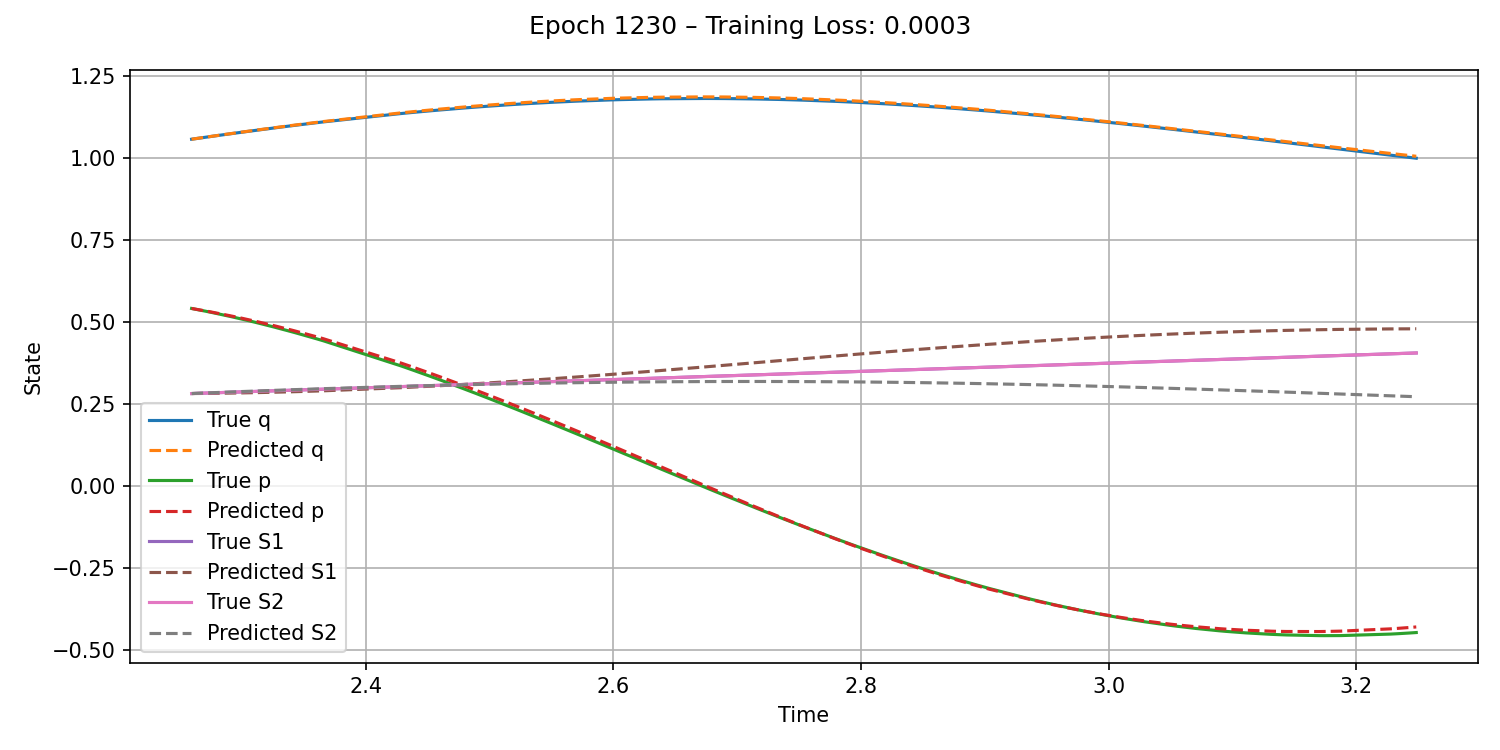 Epoch 1230 – Training Loss: 0.0003
1.25
1.00
0.75
0.50
0.25
0.00
−0.25
−0.50
State
True q
Predicted q
True p
Predicted p
True S1
Predicted S1
True S2
Predicted S2
2.4
2.6
2.8
3.0
3.2
Time